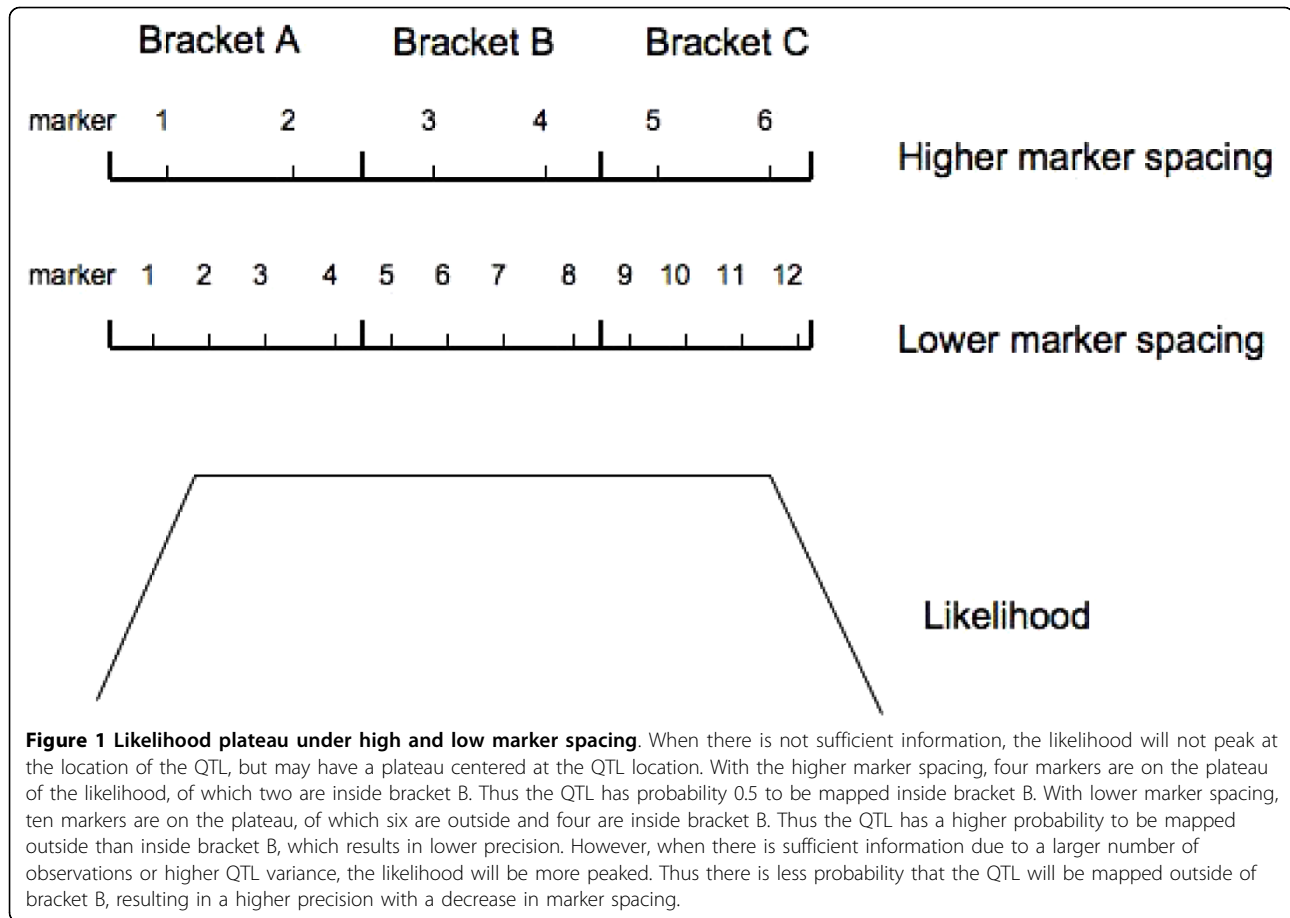 Bracket A Bracket B Bracket C
marker 1 2 3 4 5 6
Higher marker spacing
marker 1 2 3 4 5 6 7 8 9 10 11 12
Lower marker spacing
Likelihood
Figure 1 Likelihood plateau under high and low marker spacing. When there is not sufficient information, the likelihood will not peak at
the location of the QTL, but may have a plateau centered at the QTL location. With the higher marker spacing, four markers are on the plateau
of the likelihood, of which two are inside bracket B. Thus the QTL has probability 0.5 to be mapped inside bracket B. With lower marker spacing,
ten markers are on the plateau, of which six are outside and four are inside bracket B. Thus the QTL has a higher probability to be mapped
outside than inside bracket B, which results in lower precision. However, when there is sufficient information due to a larger number of
observations or higher QTL variance, the likelihood will be more peaked. Thus there is less probability that the QTL will be mapped outside of
bracket B, resulting in a higher precision with a decrease in marker spacing.